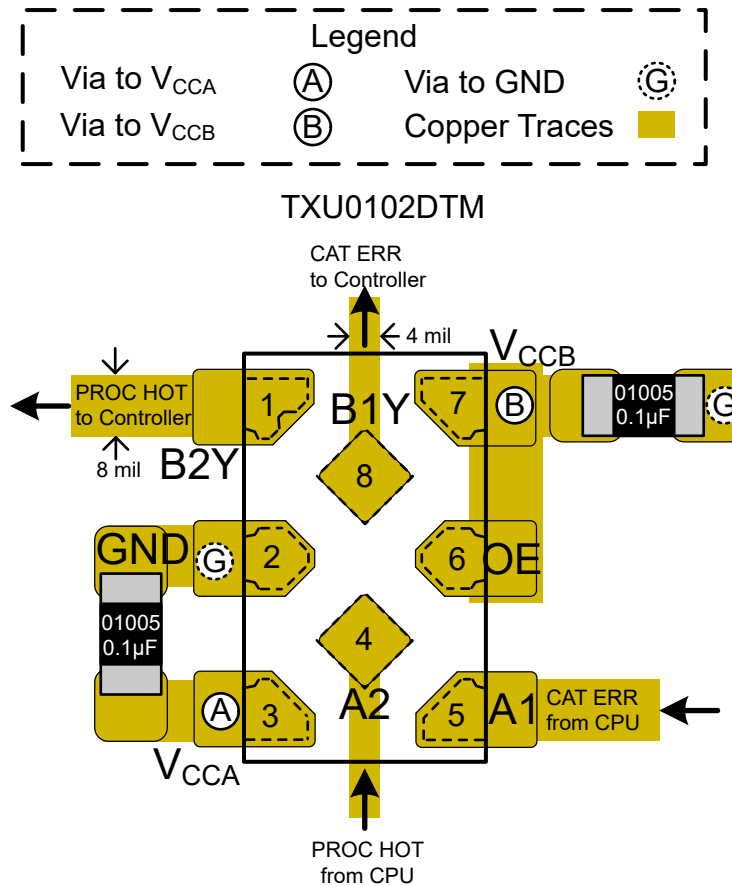 Legend
Via to VCCA A Via to GND G
Via to VCCB B Copper Traces
TXU0102DTM
CAT ERR
to Controller
4 mil
VCCB
PROC HOT
to Controller
8 mil
1
B1Y
7
B
01005
0.1µF
G
B2Y
8
GND
G
2
6
OE
01005
0.1µF
4
A
3
A2
5
A1
CAT ERR
from CPU
VCCA
PROC HOT
from CPU